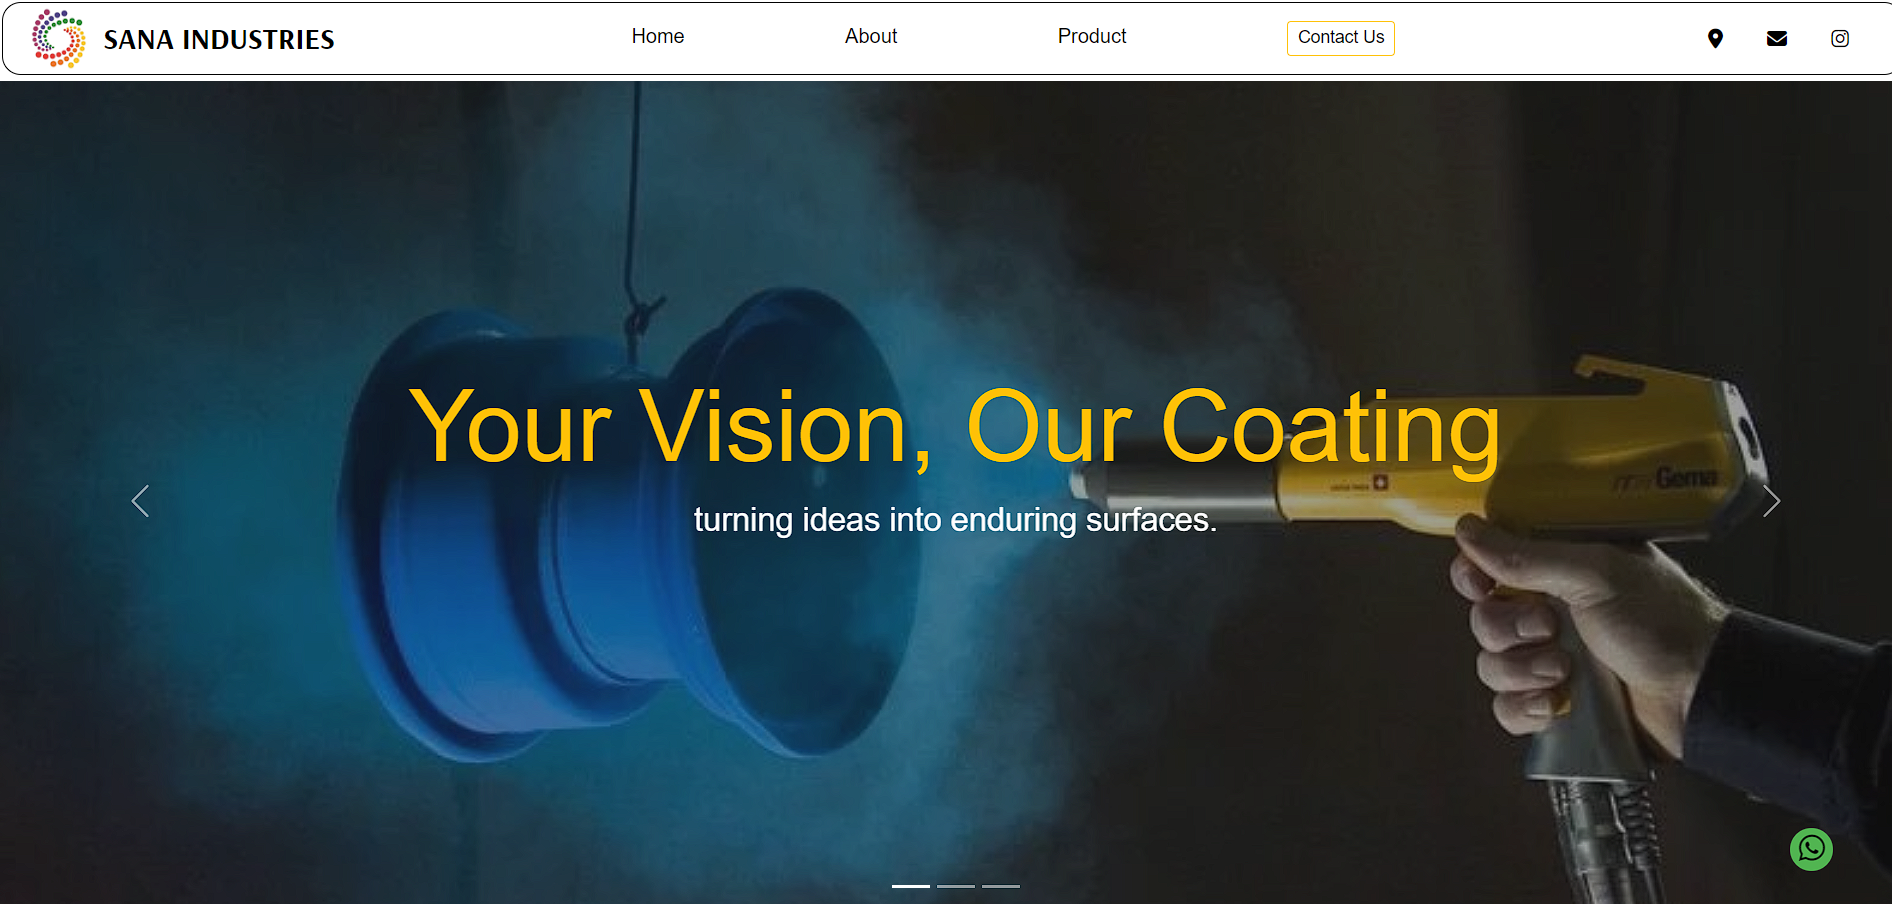 SANA INDUSTRIES
Home
About
Product
Contact Us
Your Vision, Our Coating
turning ideas into enduring surfaces.
Gema